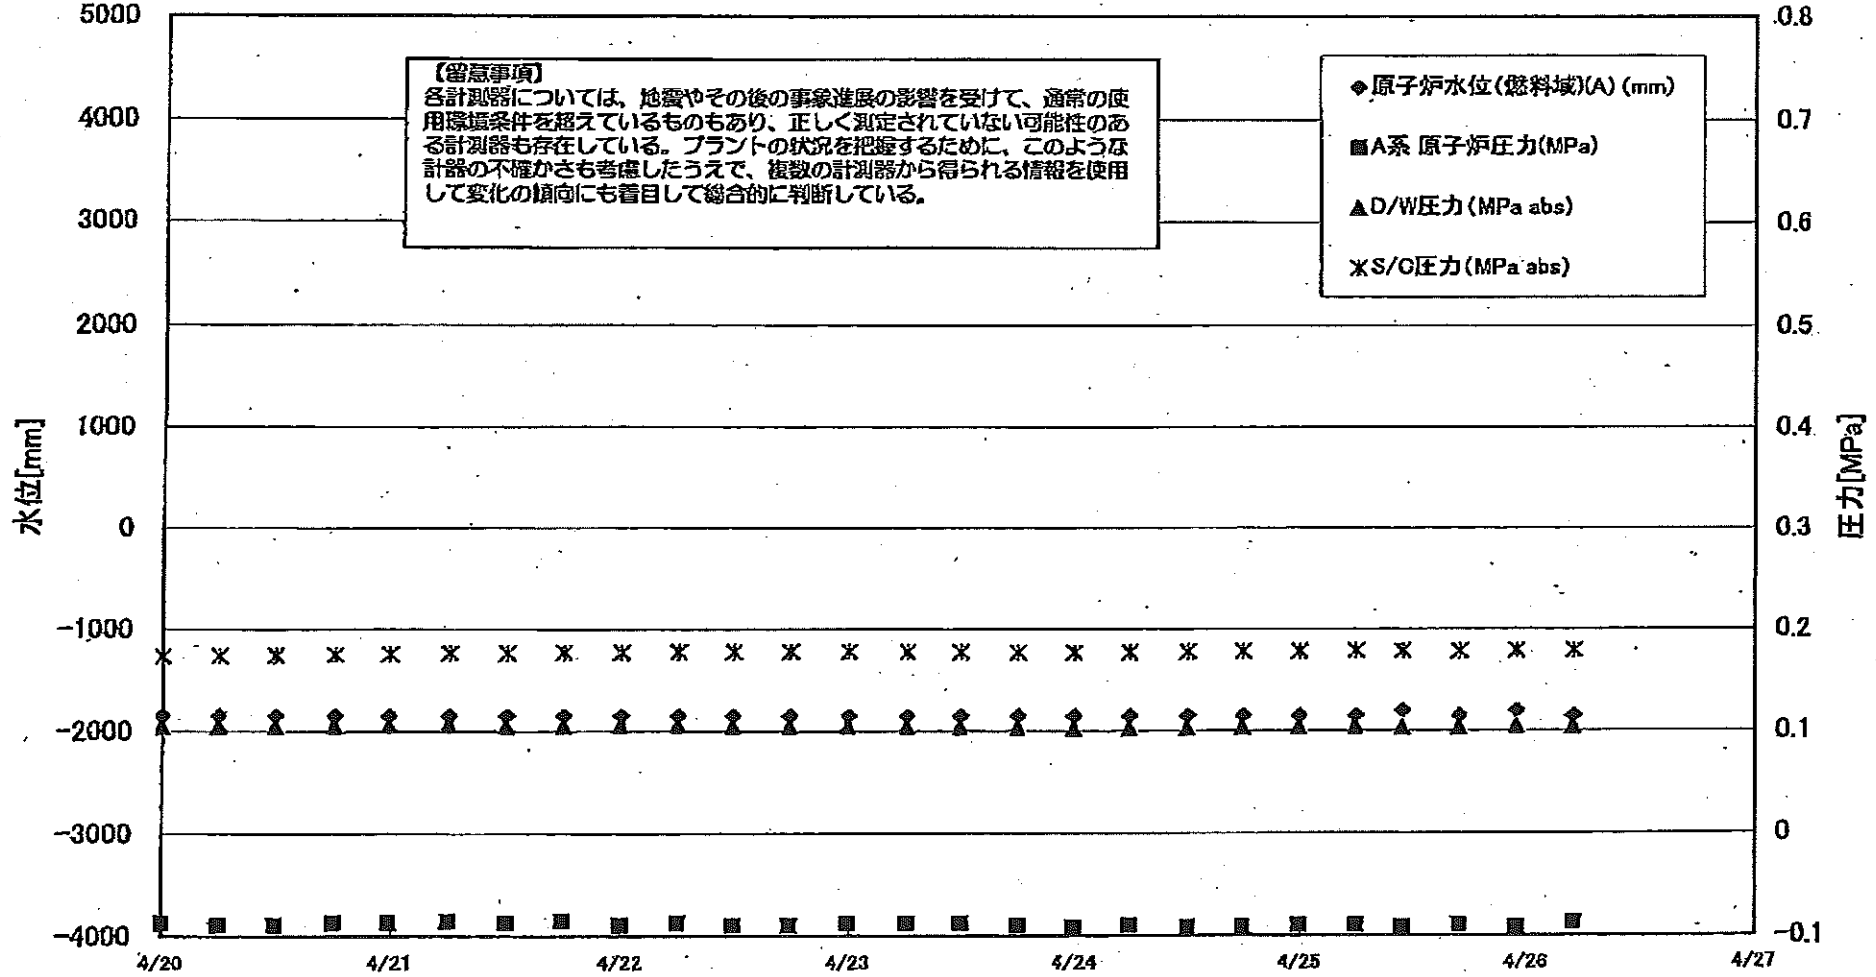 5000
4000
3000
2000
1000
0
-1000
-2000
-3000
-4000
水位[mm]
【留意事項】
各計測器については、地震やその後の事象進展の影響を受けて、通常の使
用環境条件を超えているものもあり、正しく測定されていない可能性のあ
る計測器も存在している。プラントの状況を把握するために、このような
計器の不確かさも考慮したうえで、複数の計測器から得られる情報を使用
して変化の傾向にも着目して総合的に判断している。
◆原子炉水位(燃料域)(A) (mm)
■A系 原子炉圧力(MPa)
▲D/W圧力(MPa abs)
S/C圧力(MPa abs)
0.8
0.7
0.6
0.5
0.4
0.3
0.2
0.1
0
-0.1
圧力[MPa]
4/20 4/21 4/22 4/23 4/24 4/25 4/26 4/27